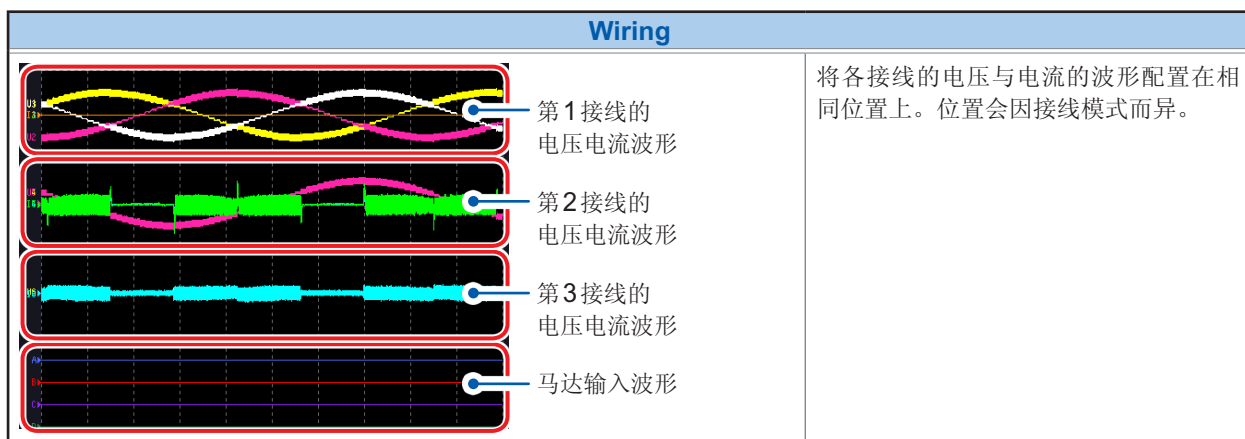 Wiring
U3
I3
U2
第1接线的
电压电流波形
第2接线的
电压电流波形
第3接线的
电压电流波形
A
B
C
马达输入波形
将各接线的电压与电流的波形配置在相
同位置上。位置会因接线模式而异。